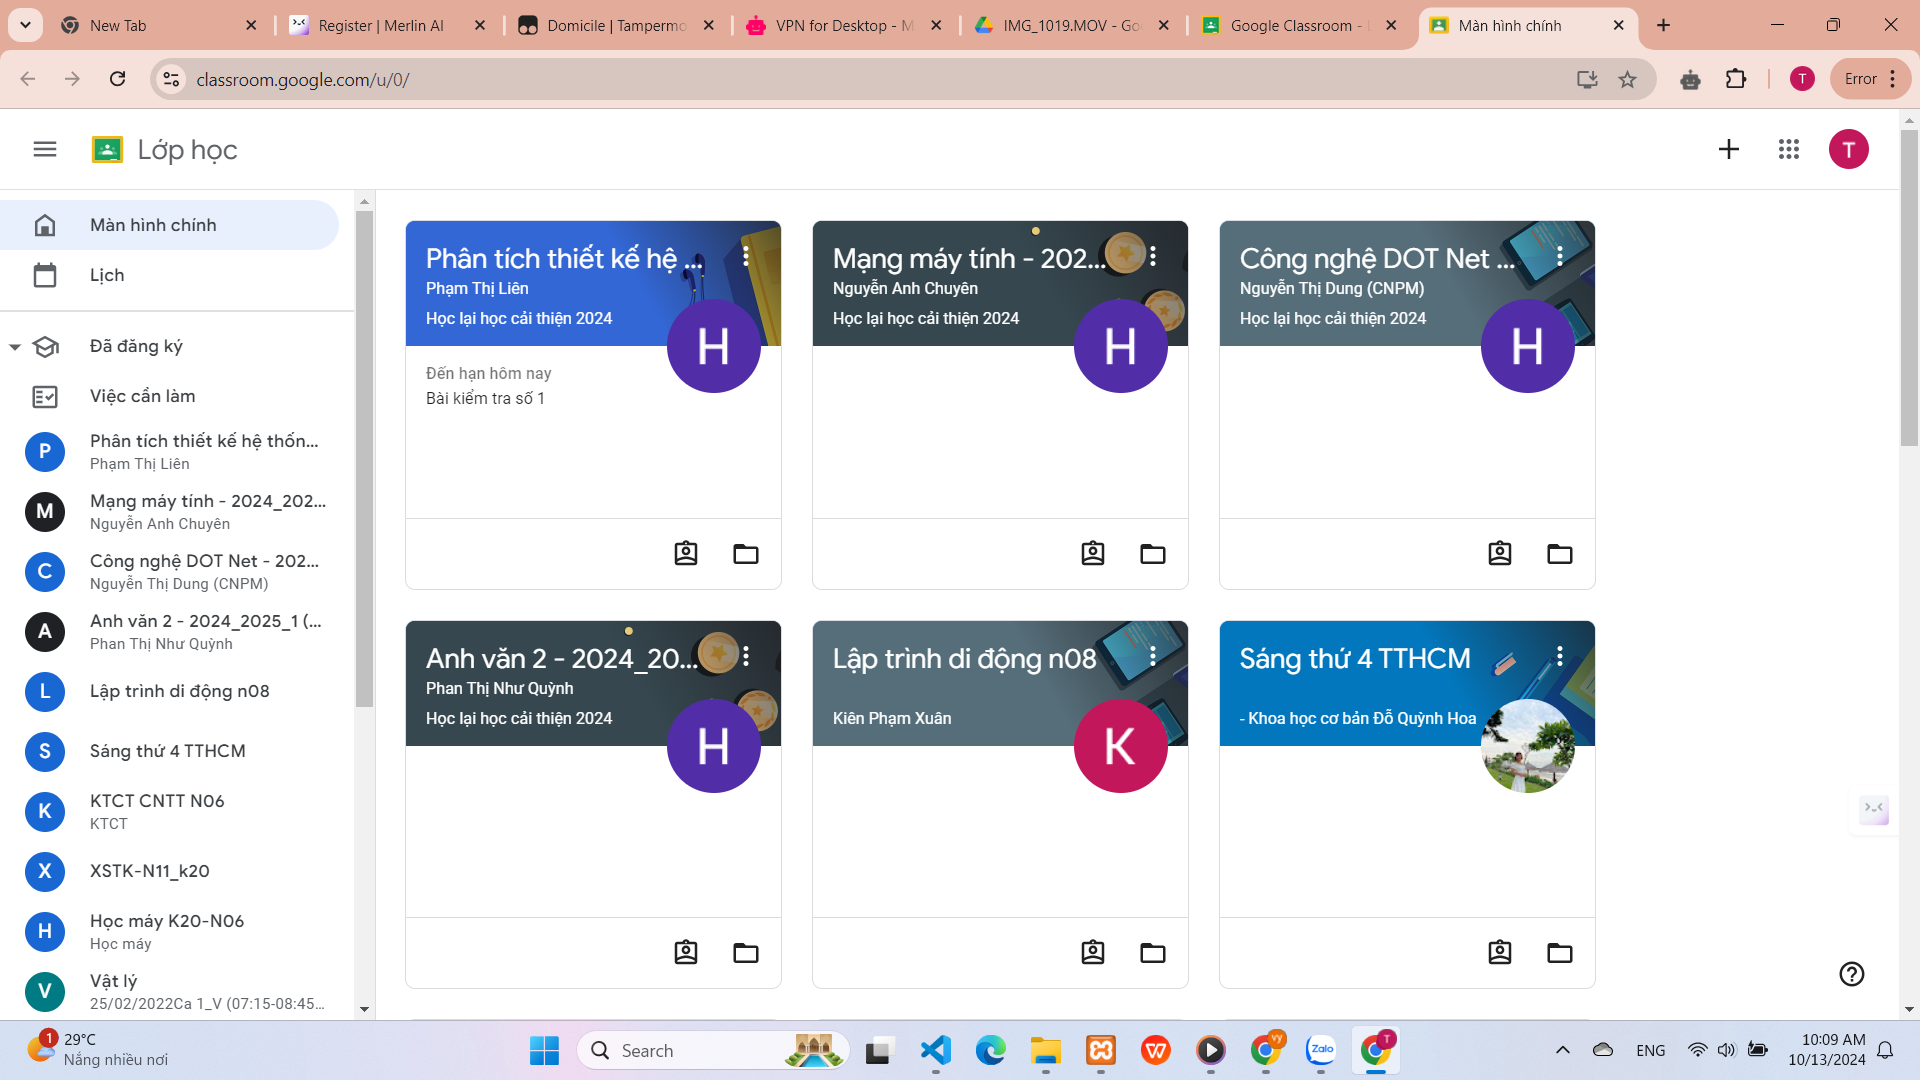 New Tab
Register | Merlin AI
Domicile | Tampermo
VPN for Desktop - M
IMG_1019.MOV - Go
Google Classroom -
Màn hình chính
classroom.google.com/u/0/
T
Error
Lớp học
T
Màn hình chính
Lịch
Đã đăng ký
Việc cần làm
P
Phân tích thiết kế hệ thốn...
Phạm Thị Liên
M
Mạng máy tính - 2024_202...
Nguyễn Anh Chuyên
C
Công nghệ DOT Net - 202...
Nguyễn Thị Dung (CNPM)
A
Anh văn 2 - 2024_2025_1 (...
Phan Thị Như Quỳnh
L
Lập trình di động n08
S
Sáng thứ 4 TTHCM
K
KTCT CNTT N06
KTCT
X
XSTK-N11_k20
H
Học máy K20-N06
Học máy
V
Vật lý
25/02/2022Ca 1_V (07:15-08:45...
Phân tích thiết kế hệ ...
Phạm Thị Liên
Học lại học cải thiện 2024
H
Đến hạn hôm nay
Bài kiểm tra số 1
Mạng máy tính - 202...
Nguyễn Anh Chuyên
Học lại học cải thiện 2024
H
Công nghệ DOT Net ...
Nguyễn Thị Dung (CNPM)
Học lại học cải thiện 2024
H
Anh văn 2 - 2024_20...
Phan Thị Như Quỳnh
Học lại học cải thiện 2024
H
Lập trình di động n08
Kiên Phạm Xuân
K
Sáng thứ 4 TTHCM
- Khoa học cơ bản Đỗ Quỳnh Hoa
1
29°C
Nắng nhiều nơi
Search
VY
Zalo
T
ENG
10:09 AM
10/13/2024